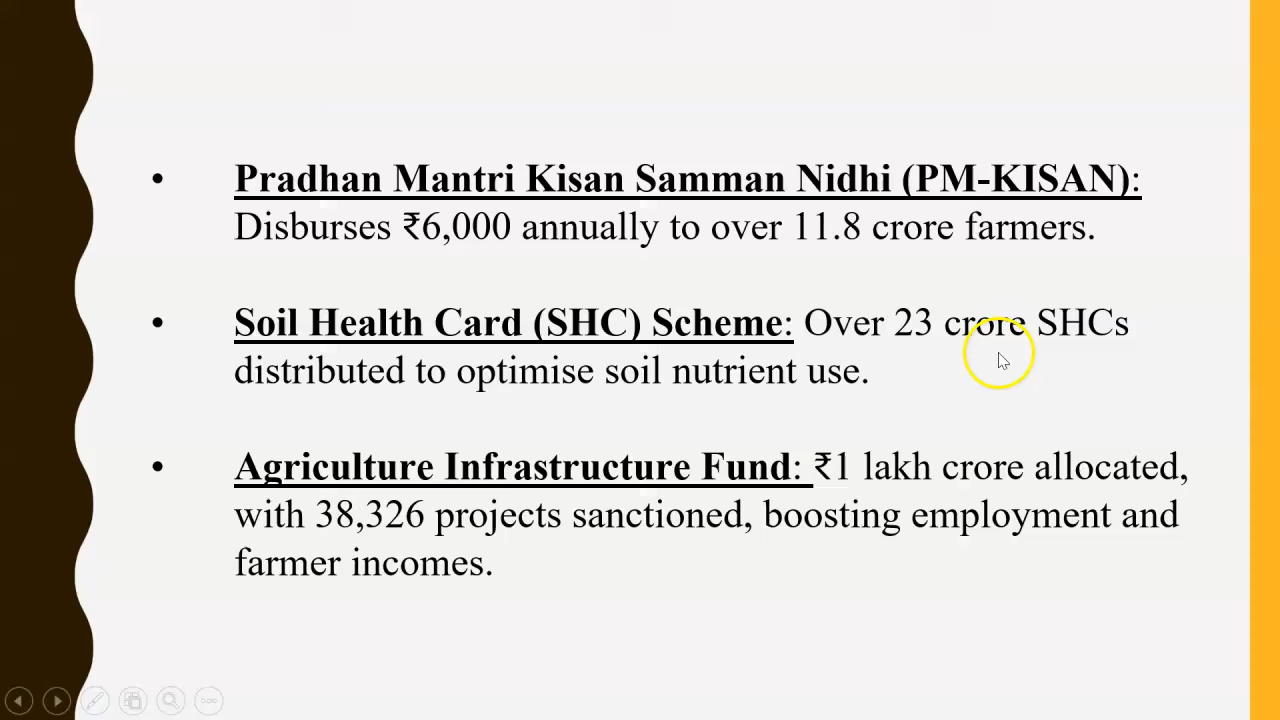 • Pradhan Mantri Kisan Samman Nidhi (PM-KISAN):
Disburses ₹6,000 annually to over 11.8 crore farmers.
• Soil Health Card (SHC) Scheme: Over 23 crore SHCs
distributed to optimise soil nutrient use.
• Agriculture Infrastructure Fund: ₹1 lakh crore allocated,
with 38,326 projects sanctioned, boosting employment and
farmer incomes.